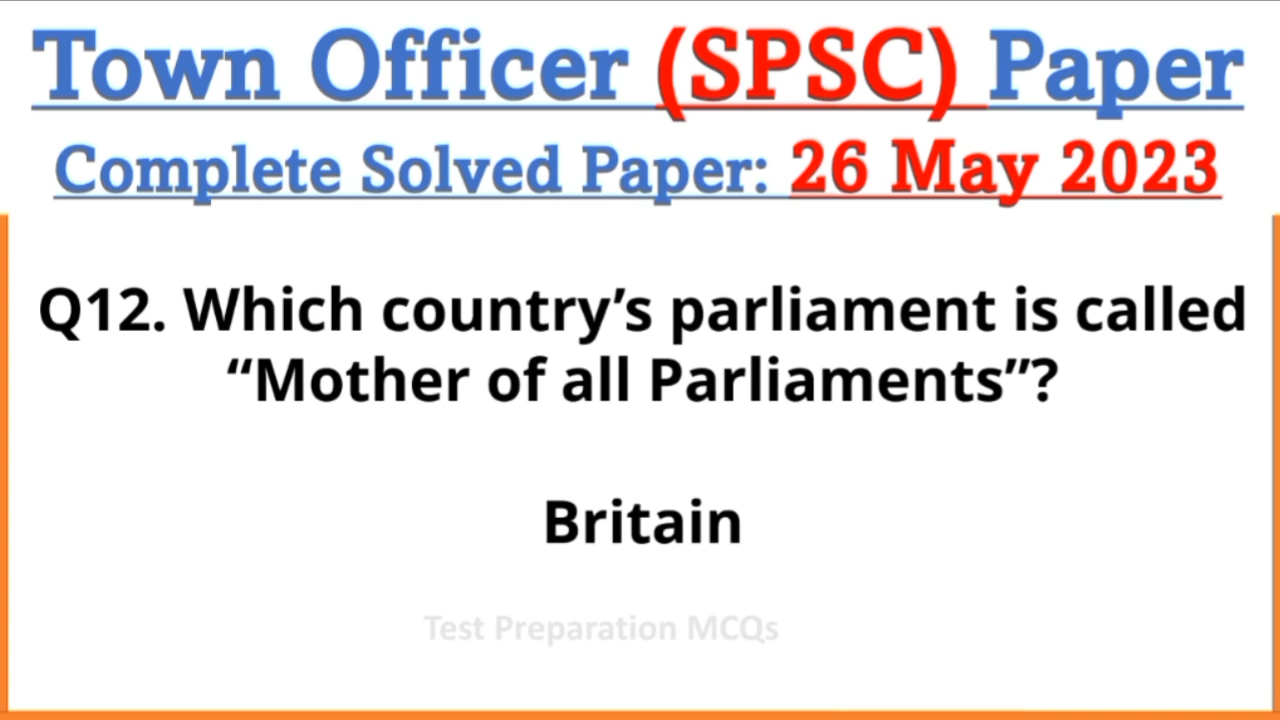 Town Officer (SPSC) Paper
Complete Solved Paper: 26 May 2023
Q12. Which country’s parliament is called
“Mother of all Parliaments”?
Britain
Test Preparation MCQs